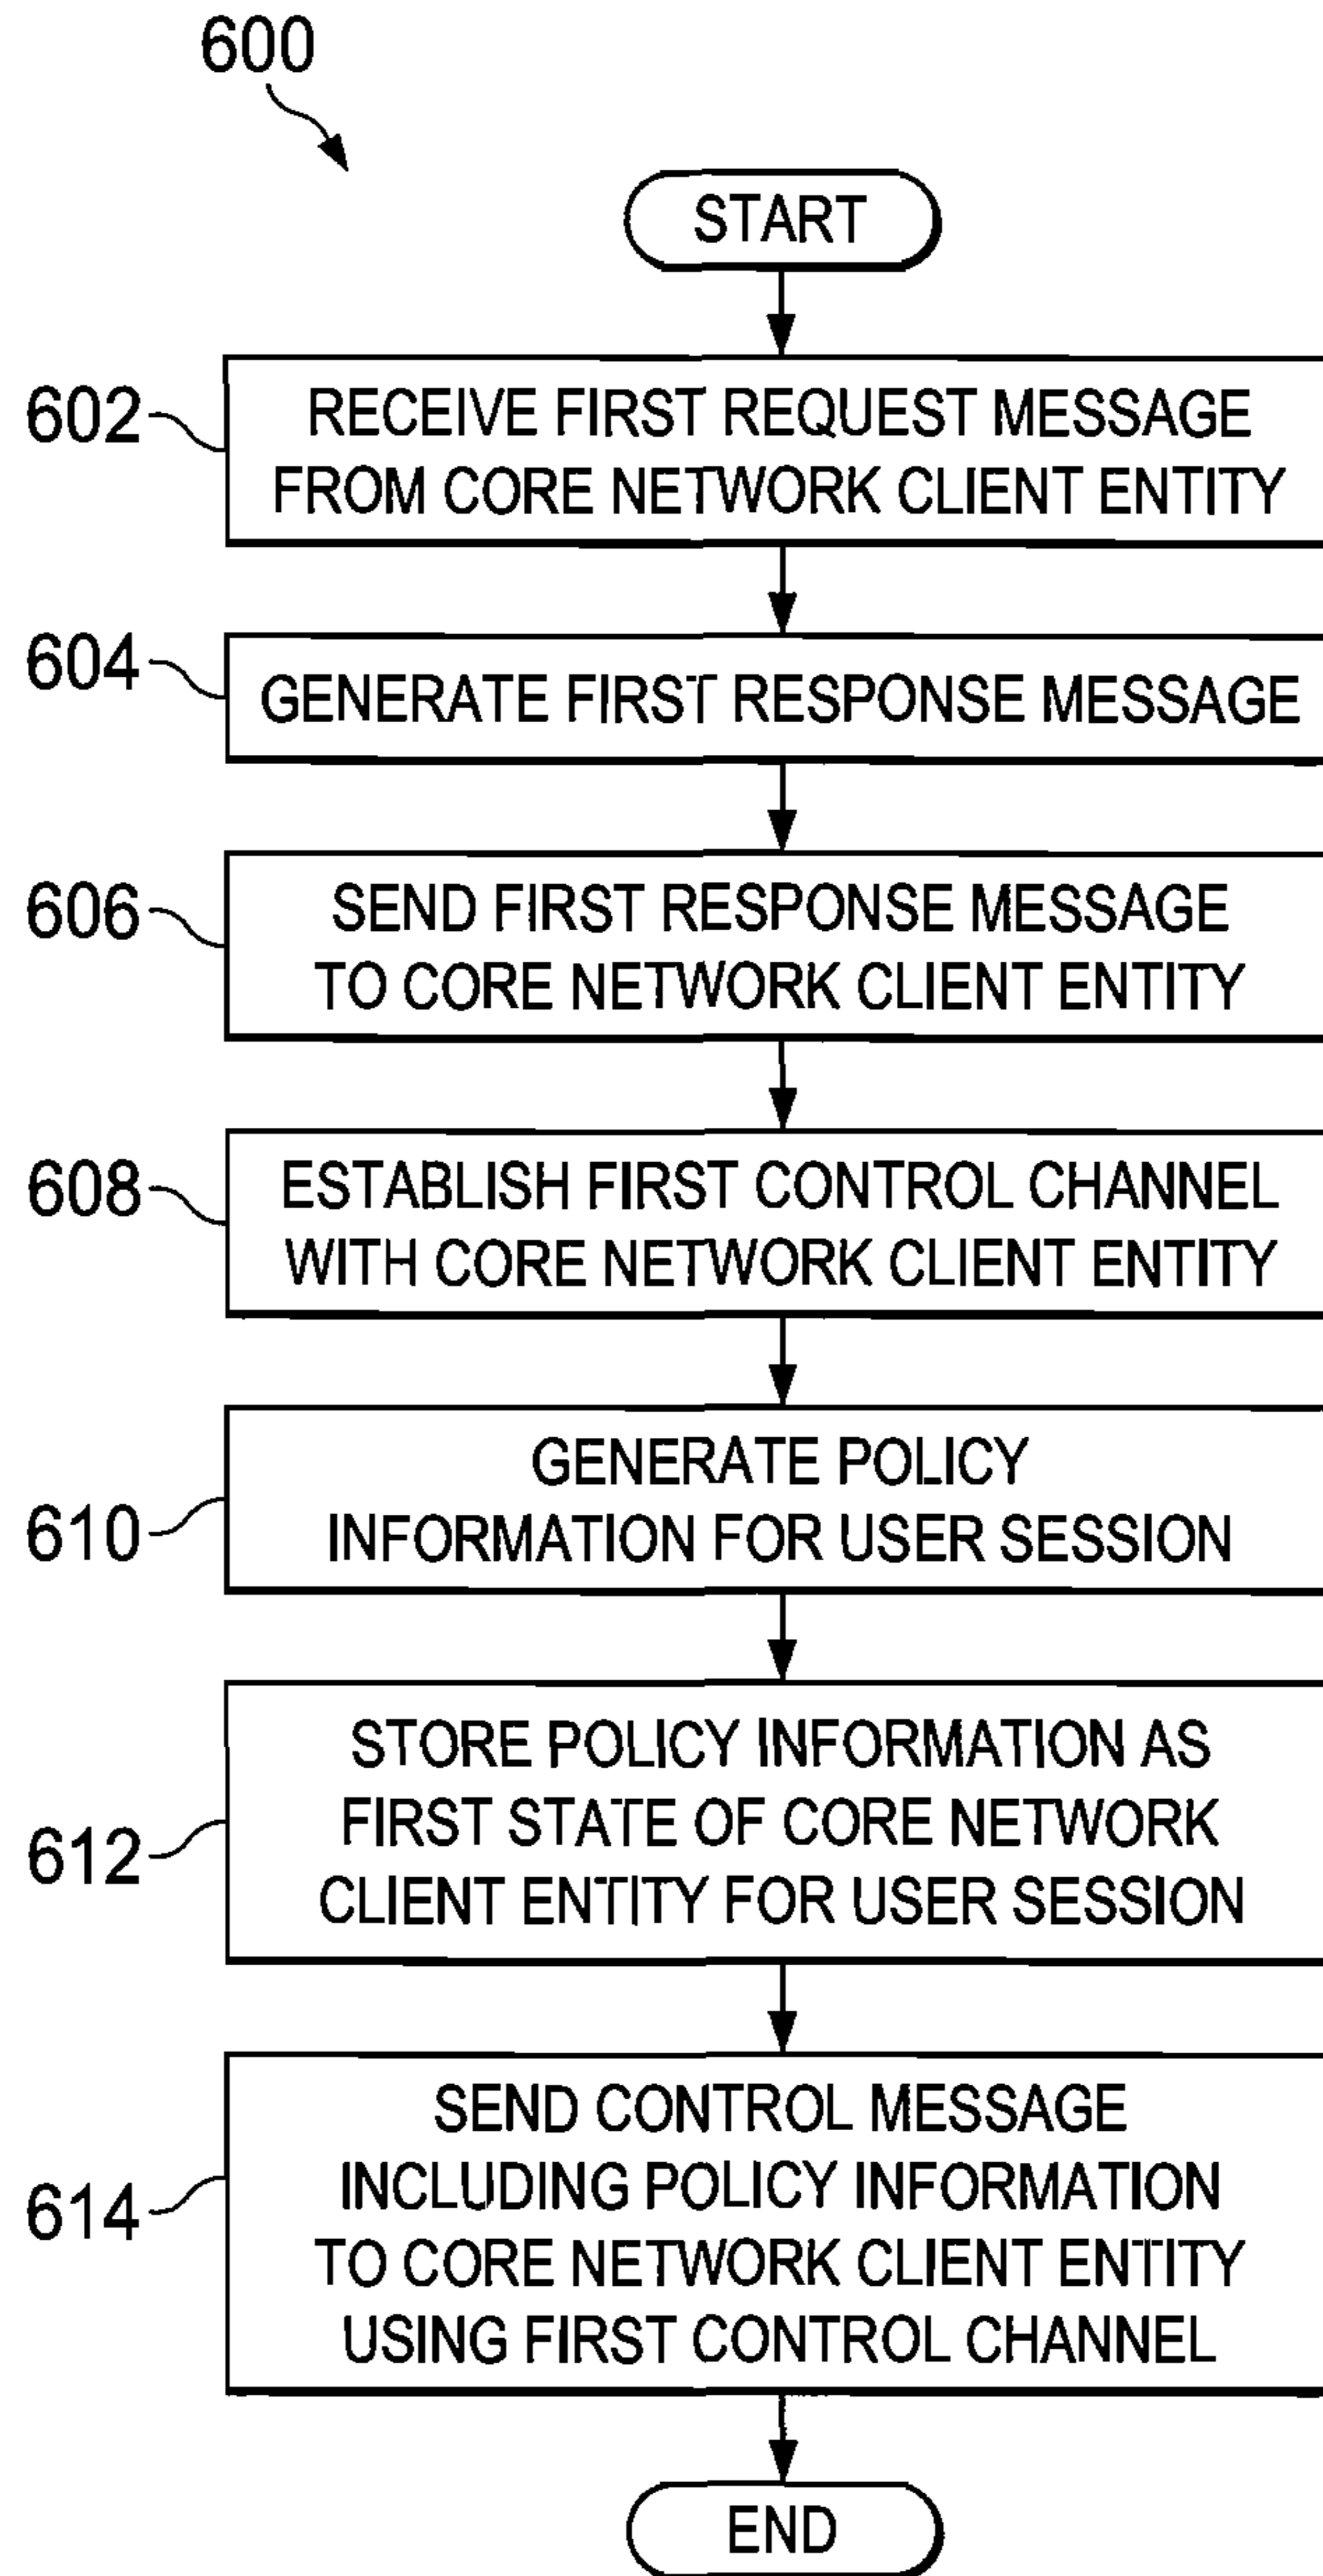 600
START
602
RECEIVE FIRST REQUEST MESSAGE
FROM CORE NETWORK CLIENT ENTITY
604
GENERATE FIRST RESPONSE MESSAGE
606
SEND FIRST RESPONSE MESSAGE
TO CORE NETWORK CLIENT ENTITY
608
ESTABLISH FIRST CONTROL CHANNEL
WITH CORE NETWORK CLIENT ENTITY
610
GENERATE POLICY
INFORMATION FOR USER SESSION
612
STORE POLICY INFORMATION AS
FIRST STATE OF CORE NETWORK
CLIENT ENTITY FOR USER SESSION
614
SEND CONTROL MESSAGE
INCLUDING POLICY INFORMATION
TO CORE NETWORK CLIENT ENTITY
USING FIRST CONTROL CHANNEL
END